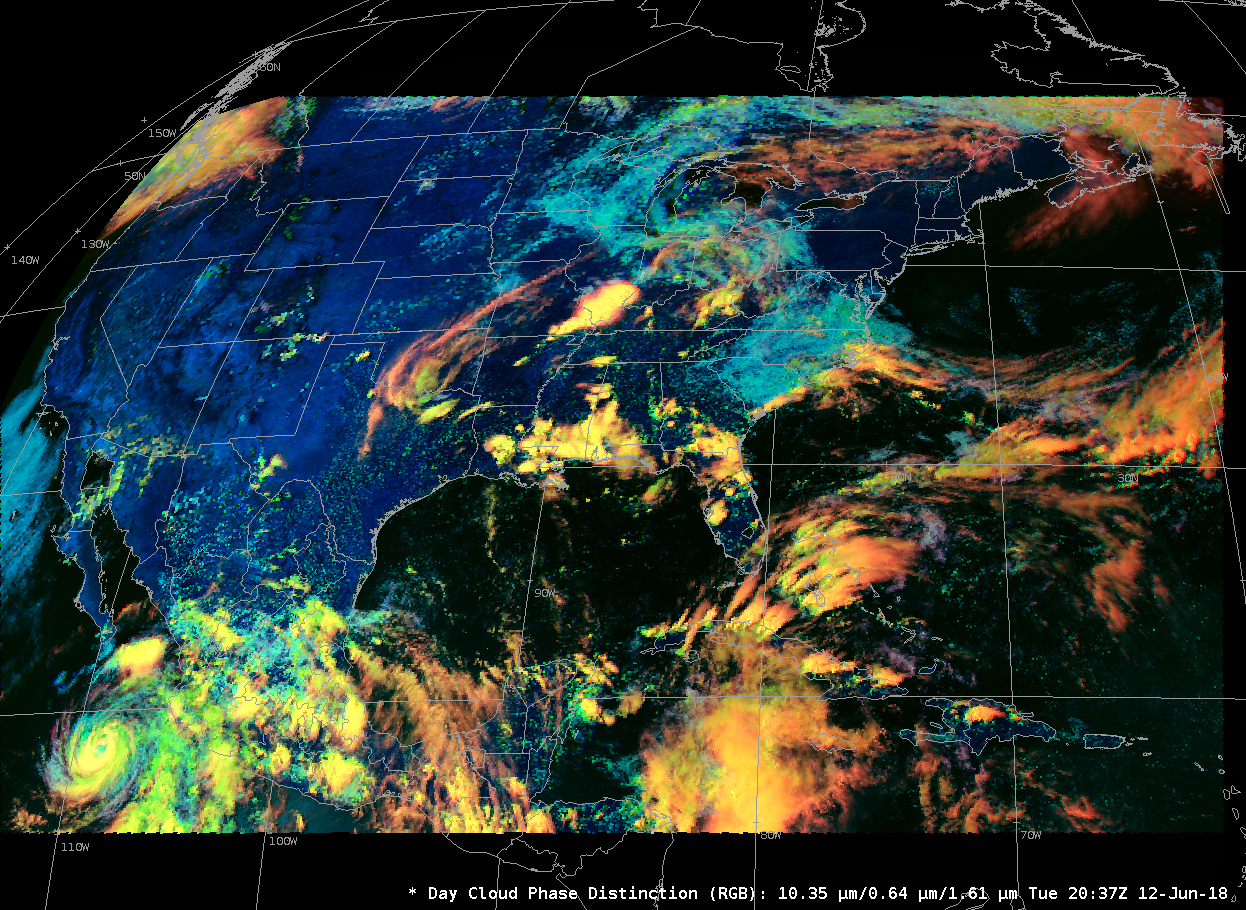 150W
50N
130W
140W
30N
90W
110W
100W
80W
70W
* Day Cloud Phase Distinction (RGB): 10.35 µm/0.64 µm/1.61 µm Tue 20:37Z 12-Jun-18